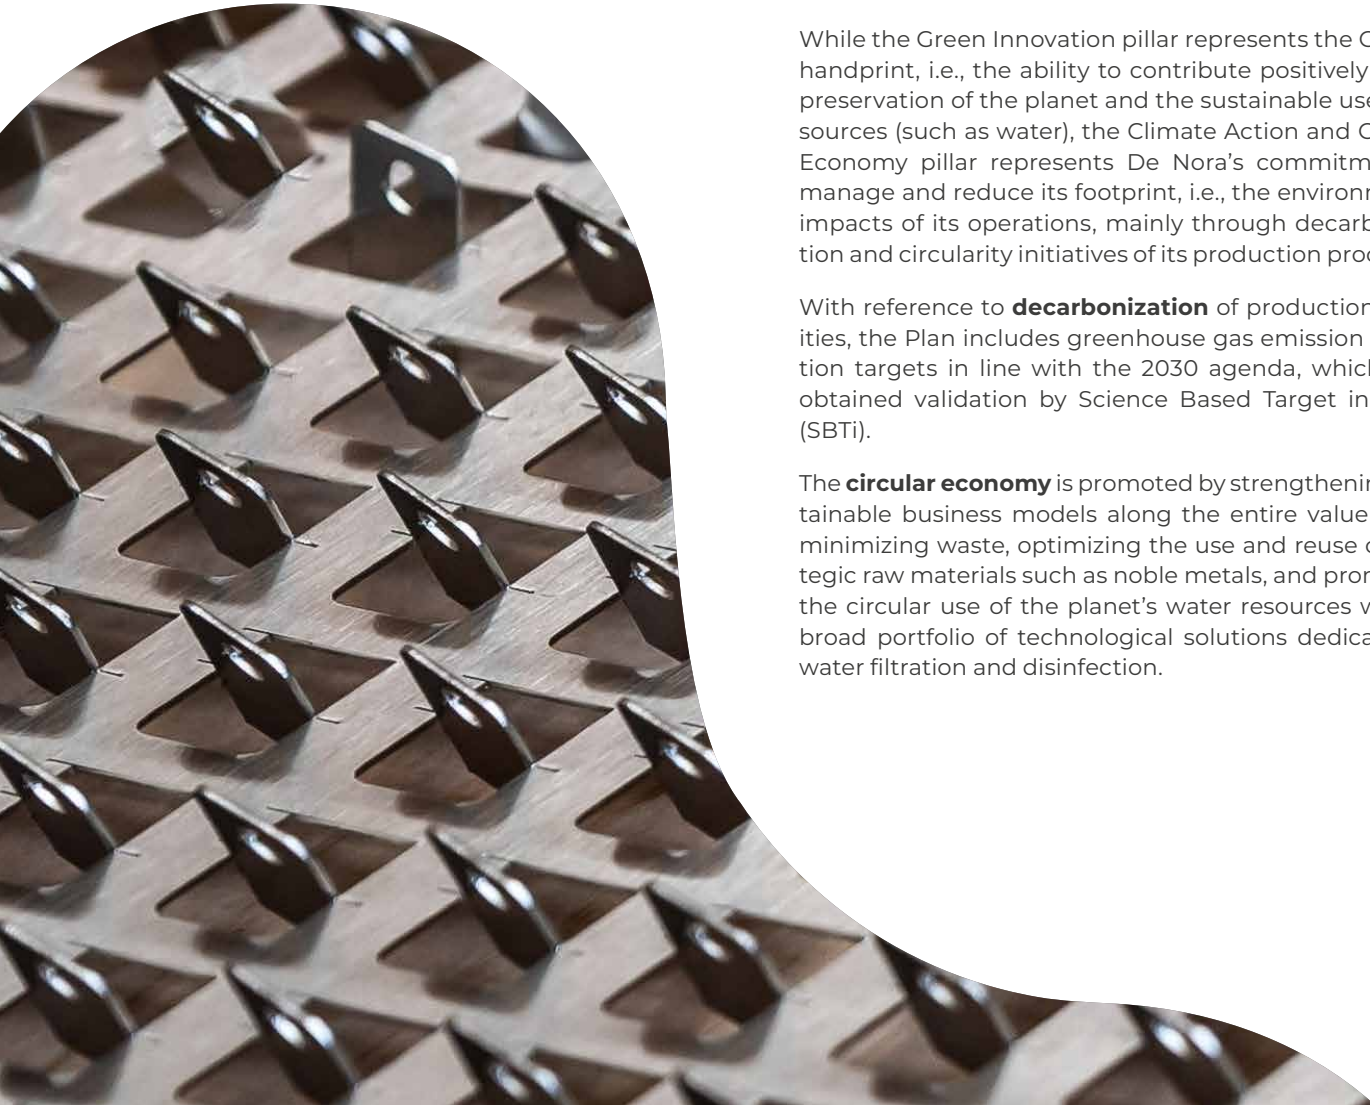 While the Green Innovation pillar represents the
handprint, i.e., the ability to contribute positively
preservation of the planet and the sustainable use
sources (such as water), the Climate Action and
Economy pillar represents De Nora’s commitm
manage and reduce its footprint, i.e., the environ
impacts of its operations, mainly through decarb
tion and circularity initiatives of its production pro
With reference to decarbonization of production
ities, the Plan includes greenhouse gas emission
tion targets in line with the 2030 agenda, which
obtained validation by Science Based Target in
(SBTi).
The circular economy is promoted by strengthenin
tainable business models along the entire value
minimizing waste, optimizing the use and reuse
tegic raw materials such as noble metals, and pro
the circular use of the planet’s water resources
broad portfolio of technological solutions dedica
water filtration and disinfection.